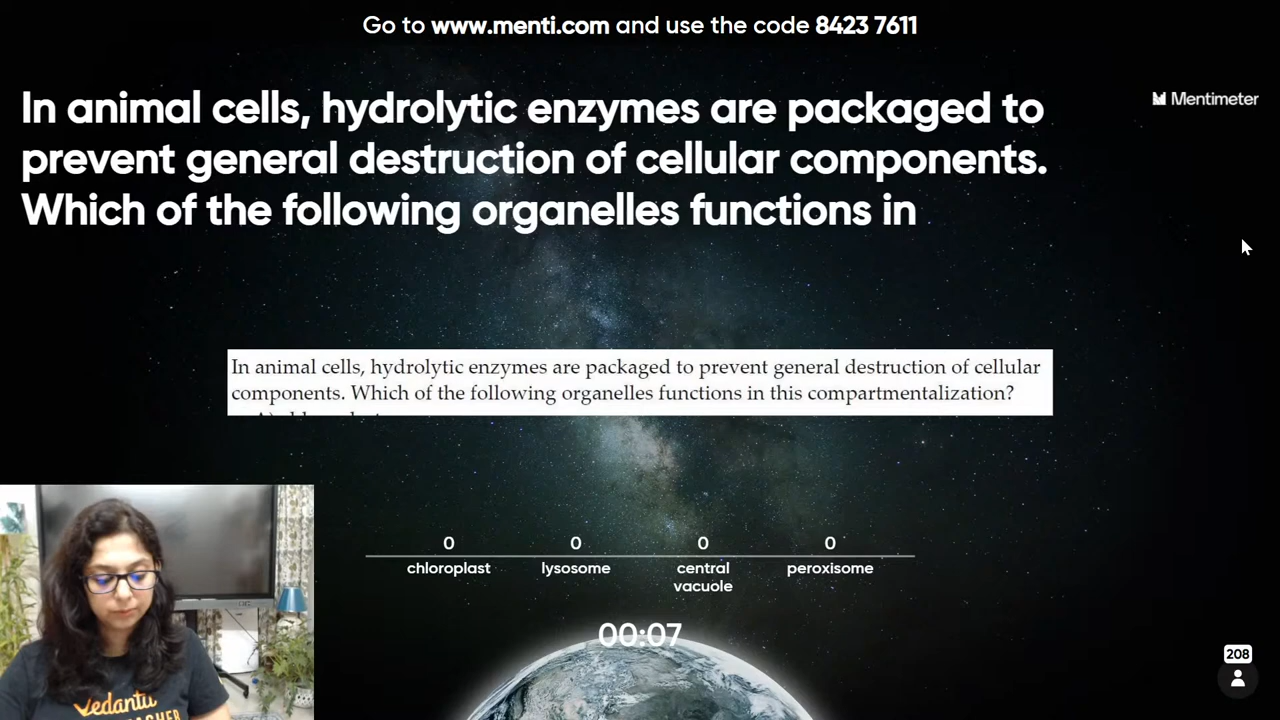 Go to www.menti.com and use the code 8423 7611
In animal cells, hydrolytic enzymes are packaged to
prevent general destruction of cellular components.
Which of the following organelles functions in
Mentimeter
In animal cells, hydrolytic enzymes are packaged to prevent general destruction of cellular
components. Which of the following organelles functions in this compartmentalization?
0 0 0 0
chloroplast lysosome central vacuole peroxisome
00:07
208
Vedantu